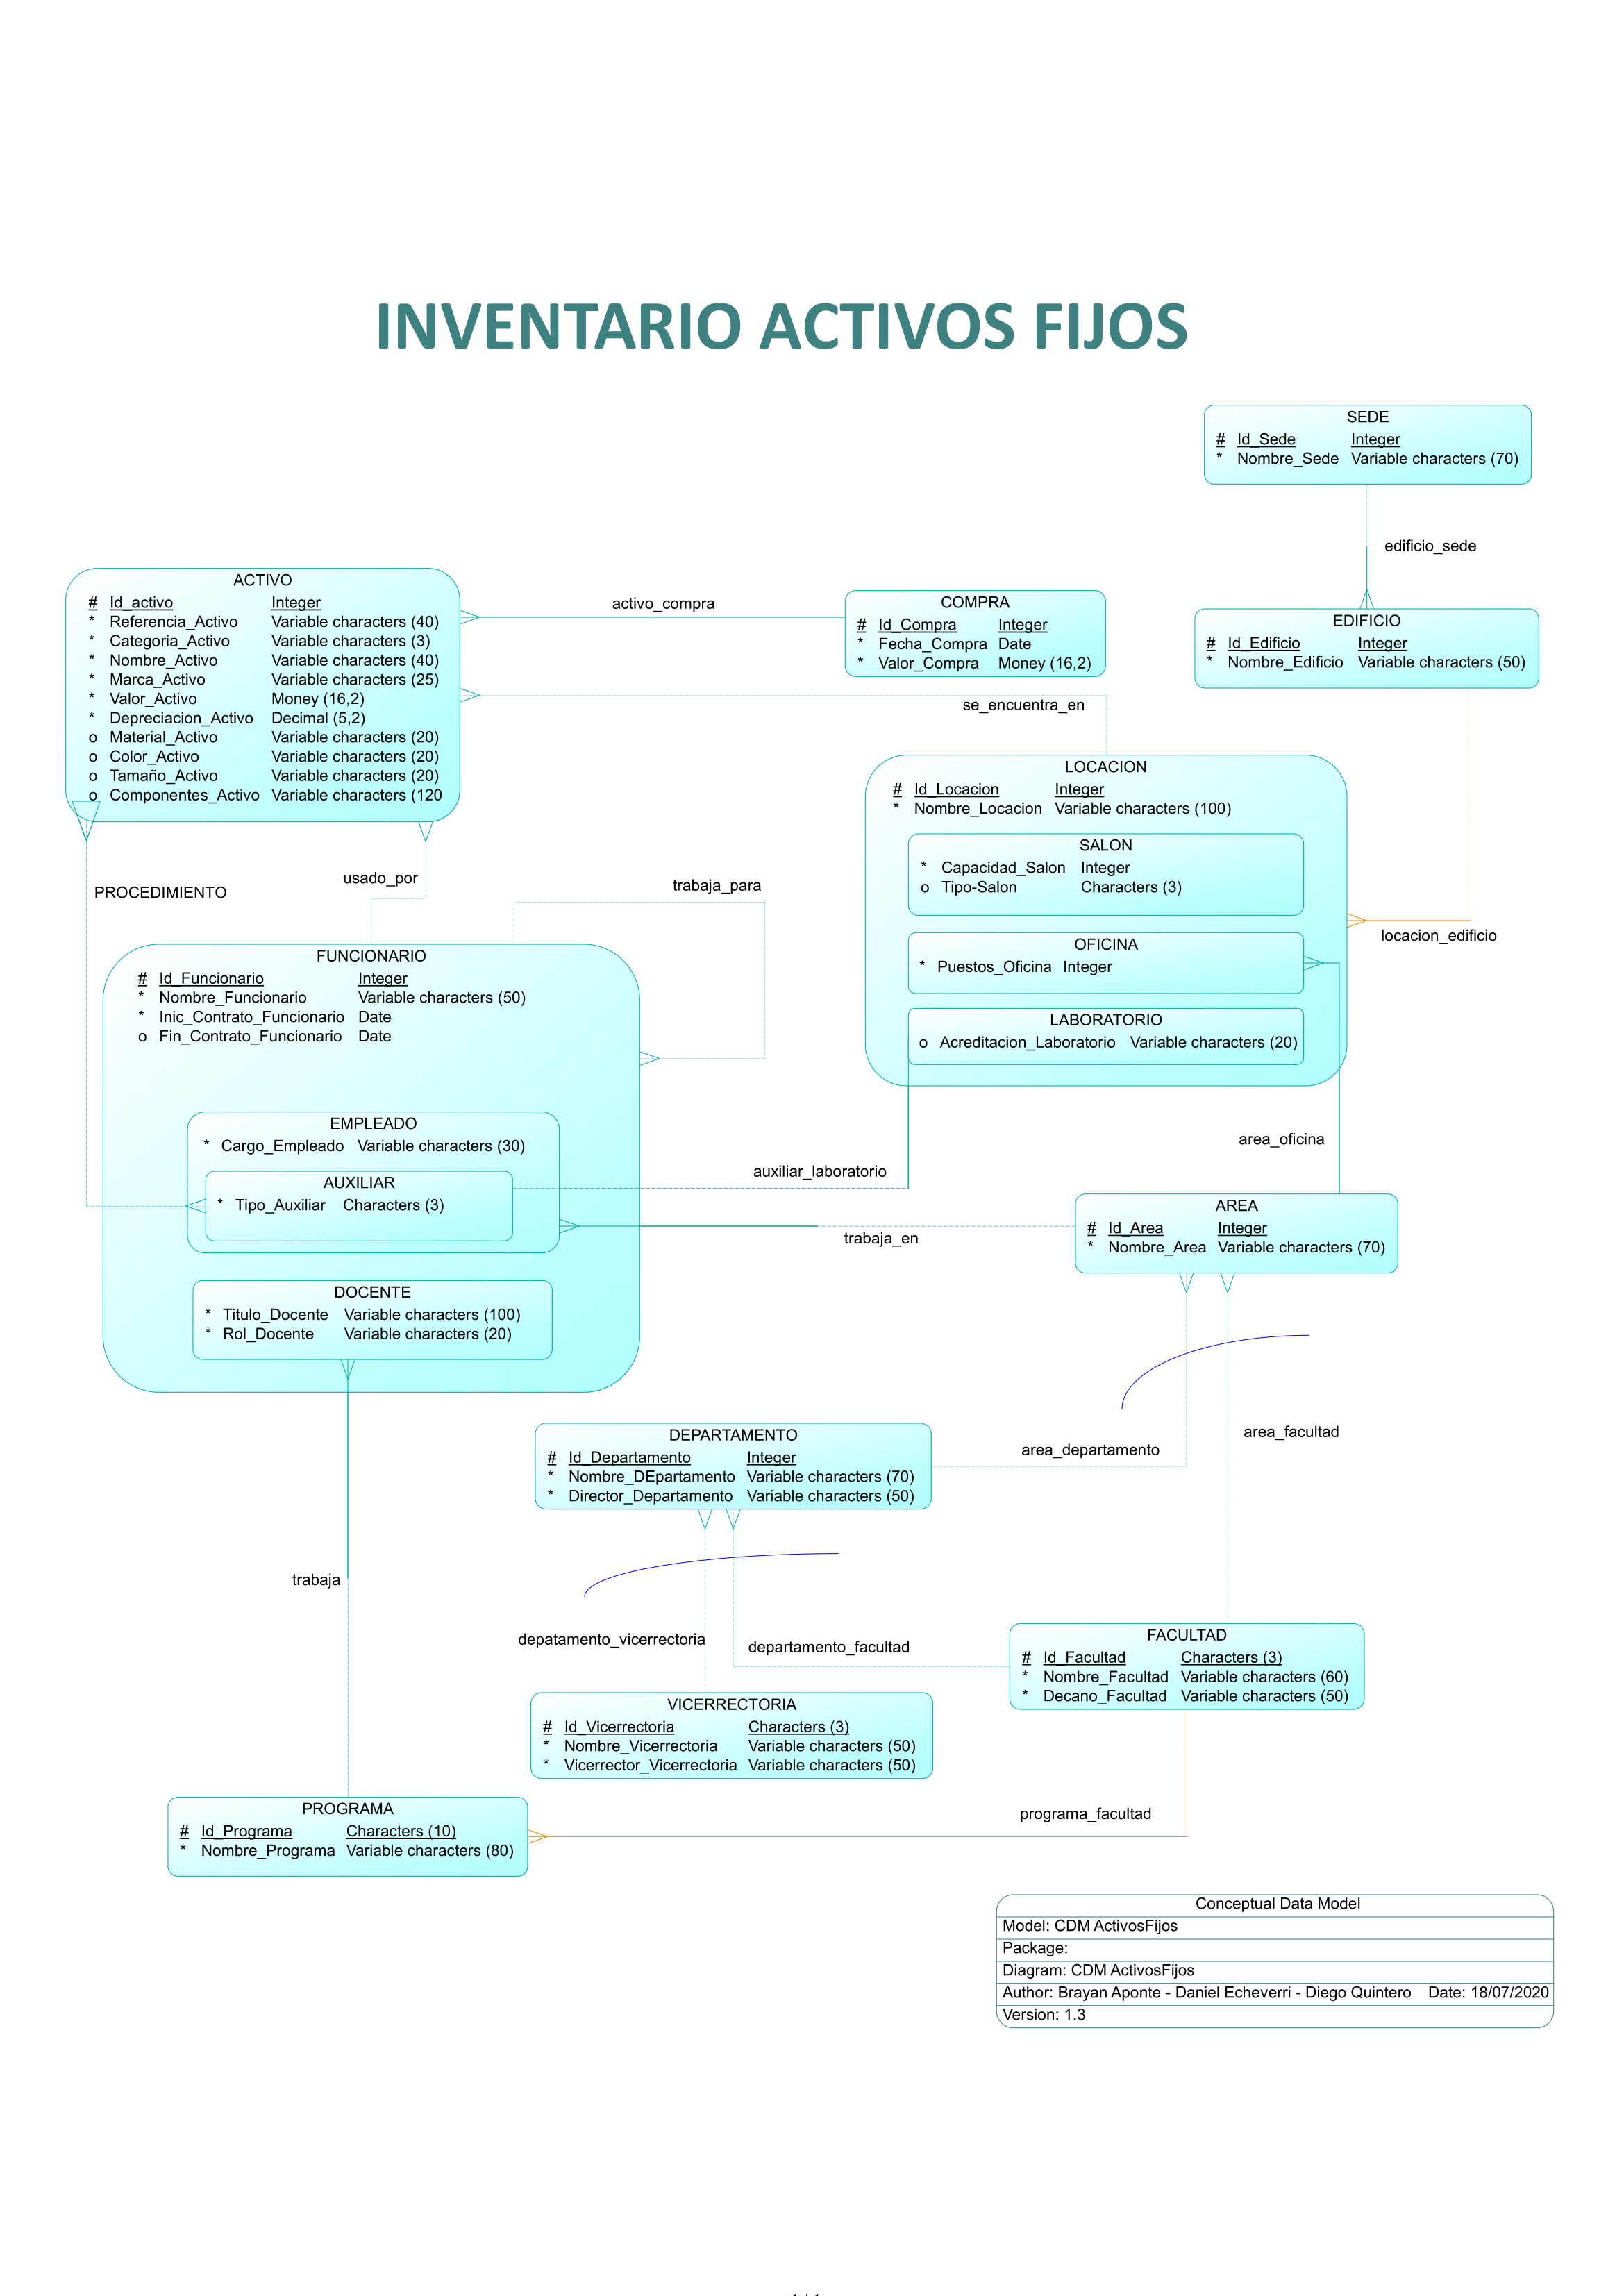 INVENTARIO ACTIVOS FIJOS
SEDE
# Id_Sede Integer
* Nombre_Sede Variable characters (70)
edificio_sede
ACTIVO
# Id_activo Integer
* Referencia_Activo Variable characters (40)
* Categoria_Activo Variable characters (3)
* Nombre_Activo Variable characters (40)
* Marca_Activo Variable characters (25)
* Valor_Activo Money (16,2)
* Depreciacion_Activo Decimal (5,2)
o Material_Activo Variable characters (20)
o Color_Activo Variable characters (20)
o Tamaño_Activo Variable characters (20)
o Componentes_Activo Variable characters (120
activo_compra
COMPRA
# Id_Compra Integer
* Fecha_Compra Date
* Valor_Compra Money (16,2)
EDIFICIO
# Id_Edificio Integer
* Nombre_Edificio Variable characters (50)
se_encuentra_en
LOCACION
# Id_Locacion Integer
* Nombre_Locacion Variable characters (100)
SALON
* Capacidad_Salon Integer
o Tipo-Salon Characters (3)
OFICINA
* Puestos_Oficina Integer
LABORATORIO
o Acreditacion_Laboratorio Variable characters (20)
locacion_edificio
PROCEDIMIENTO
usado_por
trabaja_para
FUNCIONARIO
# Id_Funcionario Integer
* Nombre_Funcionario Variable characters (50)
* Inic_Contrato_Funcionario Date
o Fin_Contrato_Funcionario Date
EMPLEADO
* Cargo_Empleado Variable characters (30)
AUXILIAR
* Tipo_Auxiliar Characters (3)
auxiliar_laboratorio
area_oficina
trabaja_en
AREA
# Id_Area Integer
* Nombre_Area Variable characters (70)
DOCENTE
* Titulo_Docente Variable characters (100)
* Rol_Docente Variable characters (20)
DEPARTAMENTO
# Id_Departamento Integer
* Nombre_DEpartamento Variable characters (70)
* Director_Departamento Variable characters (50)
area_departamento
area_facultad
trabaja
depatamento_vicerrectoria
departamento_facultad
FACULTAD
# Id_Facultad Characters (3)
* Nombre_Facultad Variable characters (60)
* Decano_Facultad Variable characters (50)
VICERRECTORIA
# Id_Vicerrectoria Characters (3)
* Nombre_Vicerrectoria Variable characters (50)
* Vicerrector_Vicerrectoria Variable characters (50)
PROGRAMA
# Id_Programa Characters (10)
* Nombre_Programa Variable characters (80)
programa_facultad
Conceptual Data Model
Model: CDM ActivosFijos
Package:
Diagram: CDM ActivosFijos
Author: Brayan Aponte - Daniel Echeverri - Diego Quintero Date: 18/07/2020
Version: 1.3